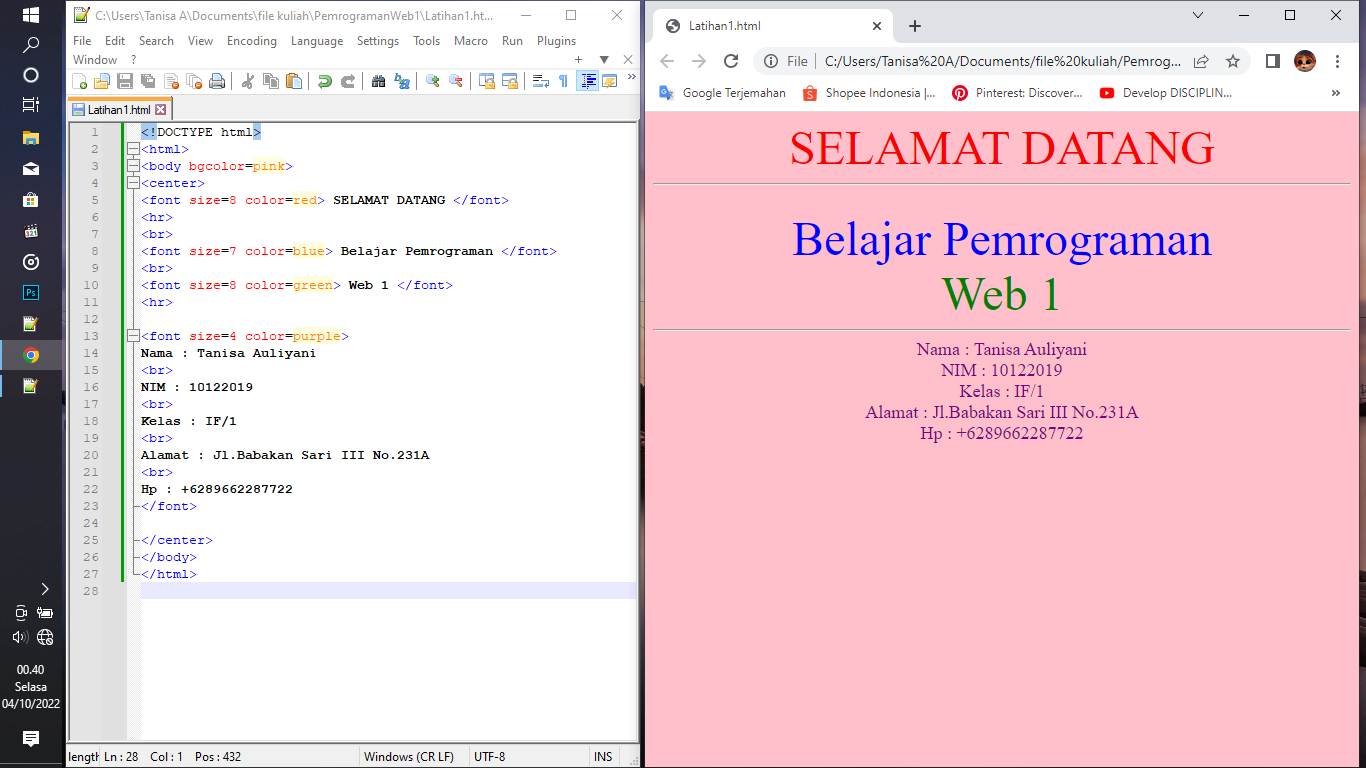 C:\Users\Tanisa A\Documents\file kuliah\PemrogramanWeb1\Latihan1.ht...
File Edit Search View Encoding Language Settings Tools Macro Run Plugins
Window ?
Latihan1.html
1 <!DOCTYPE html>
2 <html>
3 <body bgcolor=pink>
4 <center>
5 <font size=8 color=red> SELAMAT DATANG </font>
6 <hr>
7 <br>
8 <font size=7 color=blue> Belajar Pemrograman </font>
9 <br>
10 <font size=8 color=green> Web 1 </font>
11 <hr>
12
13 <font size=4 color=purple>
14 Nama : Tanisa Auliyani
15 <br>
16 NIM : 10122019
17 <br>
18 Kelas : IF/1
19 <br>
20 Alamat : Jl.Babakan Sari III No.231A
21 <br>
22 Hp : +6289662287722
23 </font>
24
25 </center>
26 </body>
27 </html>
28
length Ln : 28 Col : 1 Pos : 432 Windows (CR LF) UTF-8 INS
Latihan1.html
File C:/Users/Tanisa%20A/Documents/file%20kuliah/Pemrog...
Google Terjemahan Shopee Indonesia |... Pinterest: Discover... Develop DISCIPLIN...
SELAMAT DATANG
Belajar Pemrograman
Web 1
Nama : Tanisa Auliyani
NIM : 10122019
Kelas : IF/1
Alamat : Jl.Babakan Sari III No.231A
Hp : +6289662287722
Ps
00.40
Selasa
04/10/2022